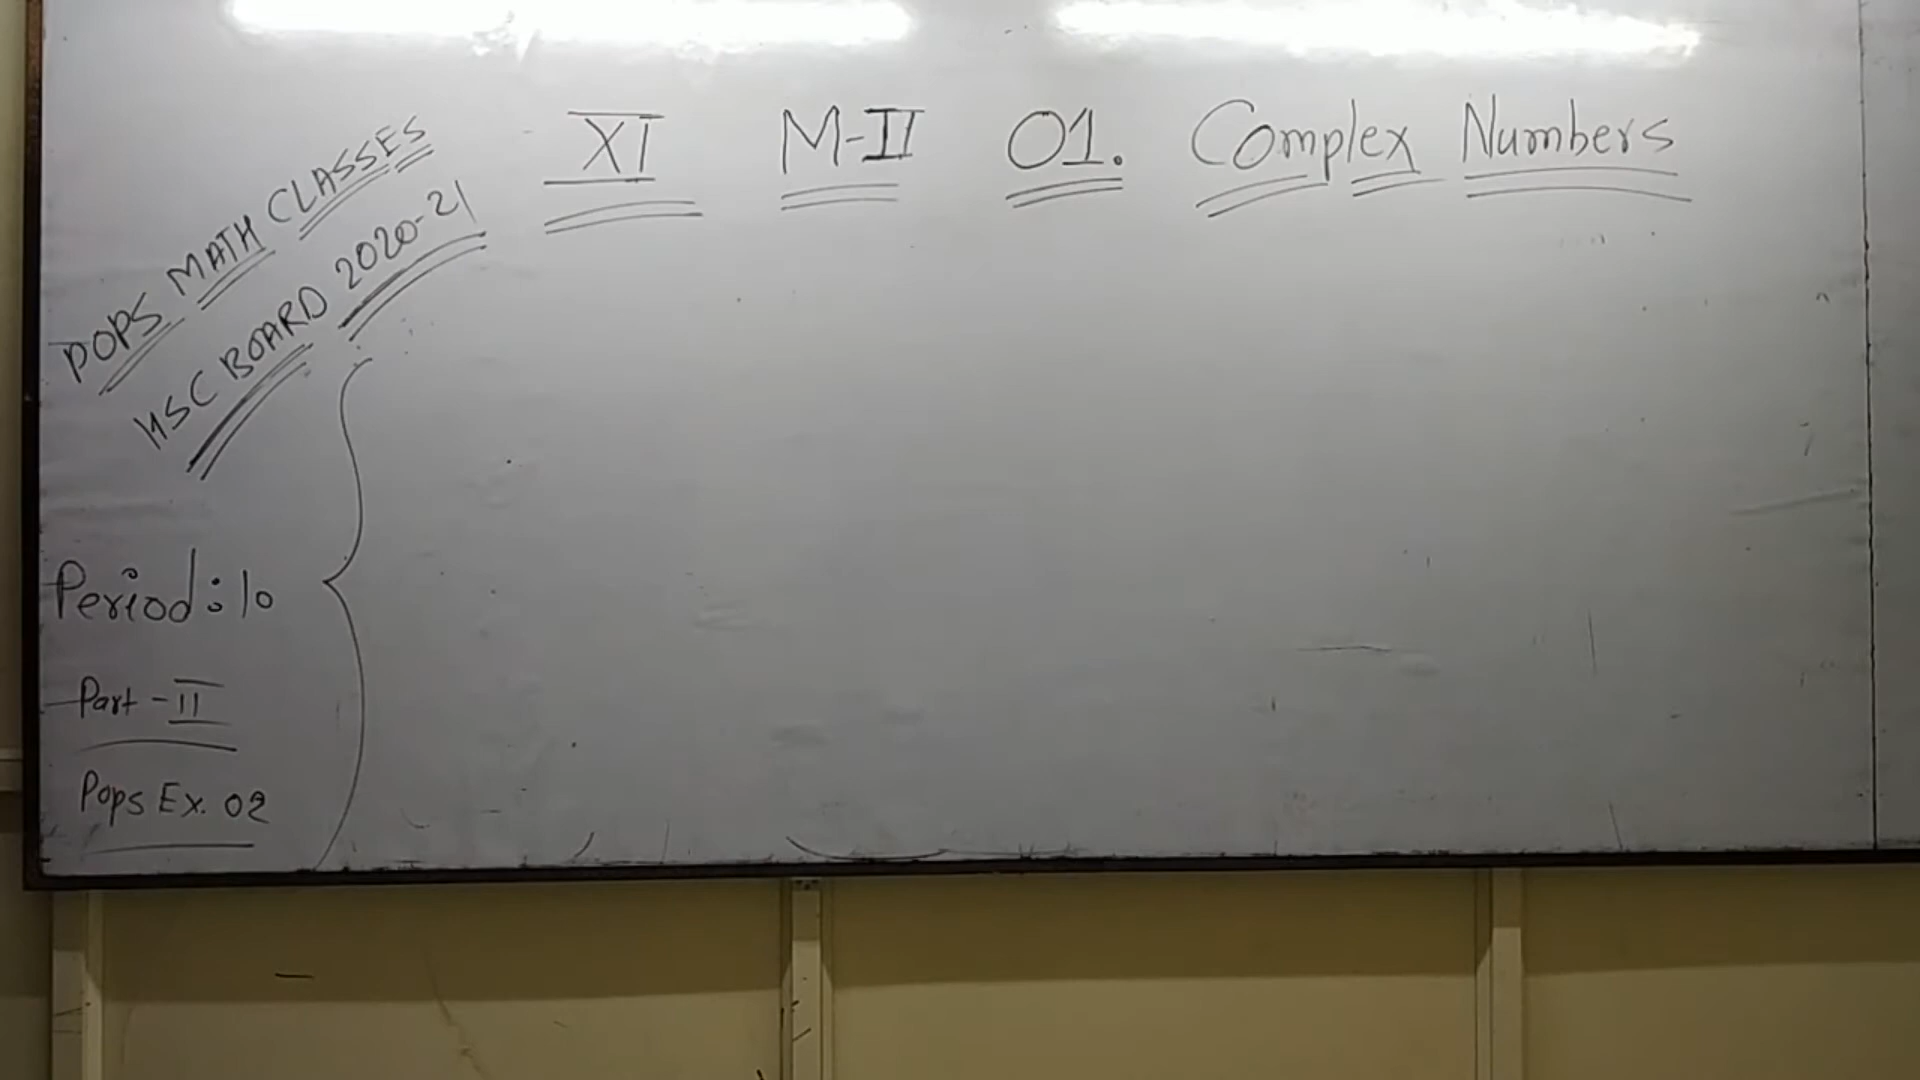 POPS MATH CLASSES
HSC BOARD 2020-21
XI M-II 01. Complex Numbers
Period: 10
Part - II
Pops Ex. 02